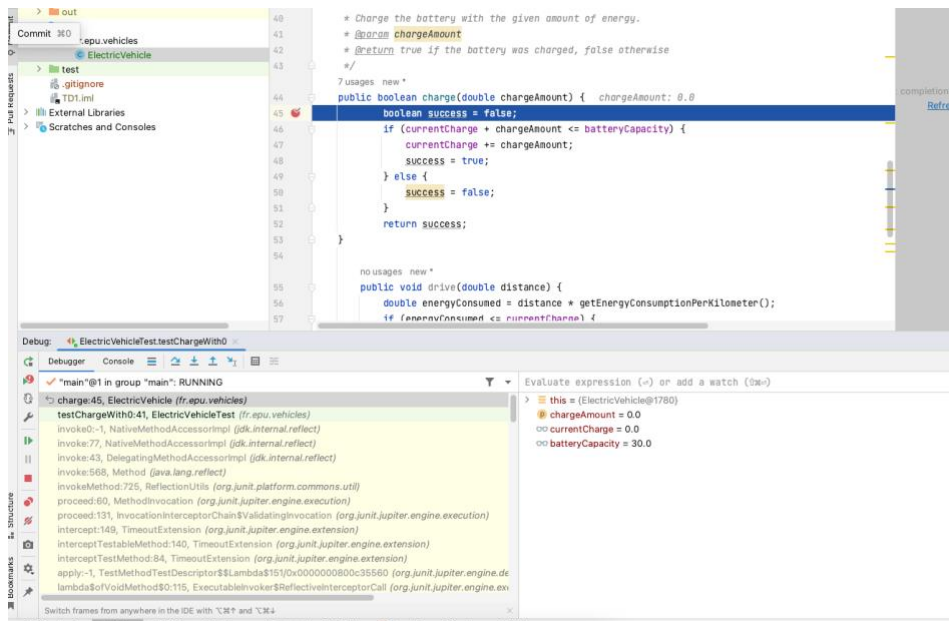 out
Commit ⌘0
r.epu.vehicles
ElectricVehicle
test
.gitignore
TD1.iml
External Libraries
Scratches and Consoles
Pull Requests
40 * Charge the battery with the given amount of energy.
41 * @param chargeAmount
42 * @return true if the battery was charged, false otherwise
43 */
7 usages new *
44 public boolean charge(double chargeAmount) { chargeAmount: 0.0
45 boolean success = false;
46 if (currentCharge + chargeAmount <= batteryCapacity) {
47 currentCharge += chargeAmount;
48 success = true;
49 } else {
50 success = false;
51 }
52 return success;
53 }
54
no usages new *
55 public void drive(double distance) {
56 double energyConsumed = distance * getEnergyConsumptionPerKilometer();
57 if (energyConsumed <= currentCharge) {
completion
Refre
Debug: ElectricVehicleTest.testChargeWith0
Debugger Console
"main"@1 in group "main": RUNNING
charge:45, ElectricVehicle (fr.epu.vehicles)
testChargeWith0:41, ElectricVehicleTest (fr.epu.vehicles)
invoke0:-1, NativeMethodAccessorImpl (jdk.internal.reflect)
invoke:77, NativeMethodAccessorImpl (jdk.internal.reflect)
invoke:43, DelegatingMethodAccessorImpl (jdk.internal.reflect)
invoke:568, Method (java.lang.reflect)
invokeMethod:725, ReflectionUtils (org.junit.platform.commons.util)
proceed:60, MethodInvocation (org.junit.jupiter.engine.execution)
proceed:131, InvocationInterceptorChain$ValidatingInvocation (org.junit.jupiter.engine.execution)
intercept:149, TimeoutExtension (org.junit.jupiter.engine.extension)
interceptTestableMethod:140, TimeoutExtension (org.junit.jupiter.engine.extension)
interceptTestMethod:84, TimeoutExtension (org.junit.jupiter.engine.extension)
apply:-1, TestMethodTestDescriptor$$Lambda$151/0x0000000800c35560 (org.junit.jupiter.engine.de
lambda$ofVoidMethod$0:115, ExecutableInvoker$ReflectiveInterceptorCall (org.junit.jupiter.engine.exe
Switch frames from anywhere in the IDE with ⌥⌘↑ and ⌥⌘↓
Evaluate expression (⏎) or add a watch (⇧⌘⏎)
this = {ElectricVehicle@1780}
chargeAmount = 0.0
currentCharge = 0.0
batteryCapacity = 30.0
Structure
Bookmarks